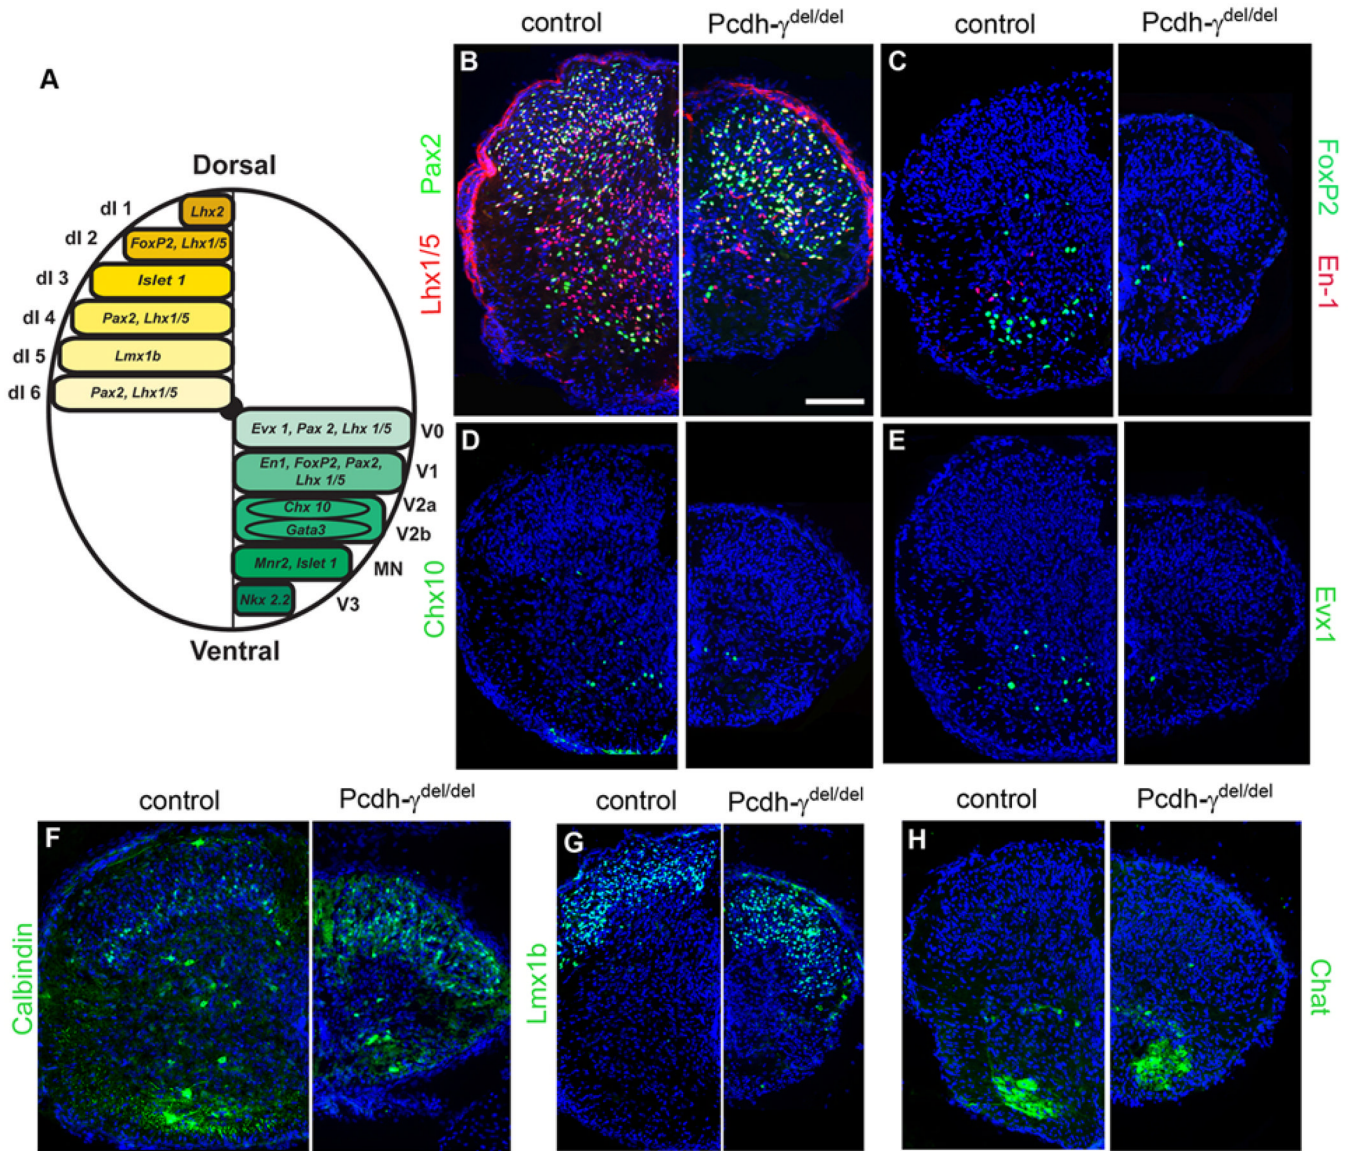 control
Pcdh-γdel/del
control
Pcdh-γdel/del
A
Dorsal
dI 1
Lhx2
dI 2
FoxP2, Lhx1/5
dI 3
Islet 1
dI 4
Pax2, Lhx1/5
dI 5
Lmx1b
dI 6
Pax2, Lhx1/5
Evx 1, Pax 2, Lhx 1/5
V0
En1, FoxP2, Pax2,
Lhx 1/5
V1
Chx 10
V2a
Gata3
V2b
Mnr2, Islet 1
MN
Nkx 2.2
V3
Ventral
B
Lhx1/5
Pax2
C
FoxP2
En-1
D
Chx10
E
Evx1
control
Pcdh-γdel/del
control
Pcdh-γdel/del
control
Pcdh-γdel/del
F
Calbindin
G
Lmx1b
H
Chat